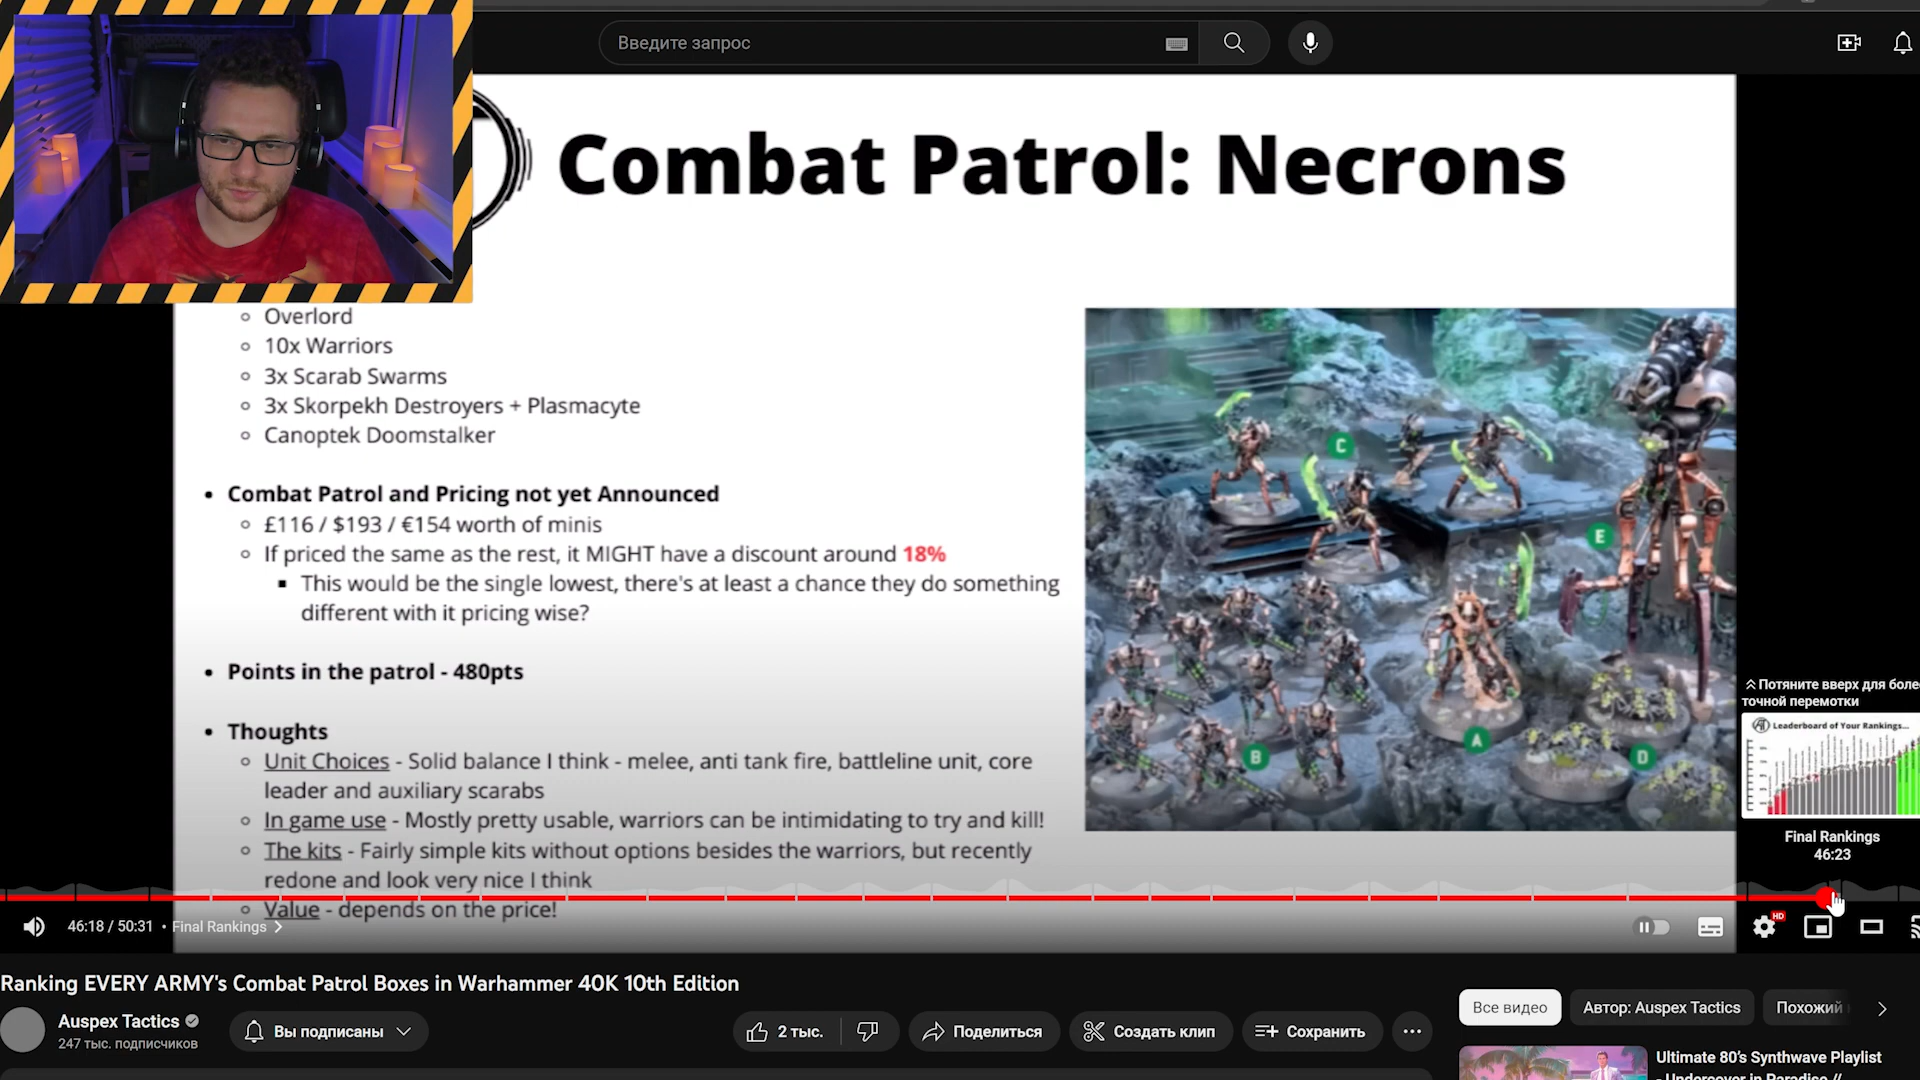 Введите запрос
Combat Patrol: Necrons
Overlord
10x Warriors
3x Scarab Swarms
3x Skorpekh Destroyers + Plasmacyte
Canoptek Doomstalker
Combat Patrol and Pricing not yet Announced
£116 / $193 / €154 worth of minis
If priced the same as the rest, it MIGHT have a discount around 18%
This would be the single lowest, there's at least a chance they do something
different with it pricing wise?
Points in the patrol - 480pts
Thoughts
Unit Choices - Solid balance I think - melee, anti tank fire, battleline unit, core
leader and auxiliary scarabs
In game use - Mostly pretty usable, warriors can be intimidating to try and kill!
The kits - Fairly simple kits without options besides the warriors, but recently
redone and look very nice I think
Value - depends on the price!
C
E
B
A
D
Потяните вверх для боле
точной перемотки
Leaderboard of Your Rankings...
Final Rankings
46:23
46:18 / 50:31 • Final Rankings
HD
Ranking EVERY ARMY's Combat Patrol Boxes in Warhammer 40K 10th Edition
Auspex Tactics
247 тыс. подписчиков
Вы подписаны
2 тыс.
Поделиться
Создать клип
Сохранить
Все видео
Автор: Auspex Tactics
Похожий
Ultimate 80's Synthwave Playlist
- Undercover in Paradise //